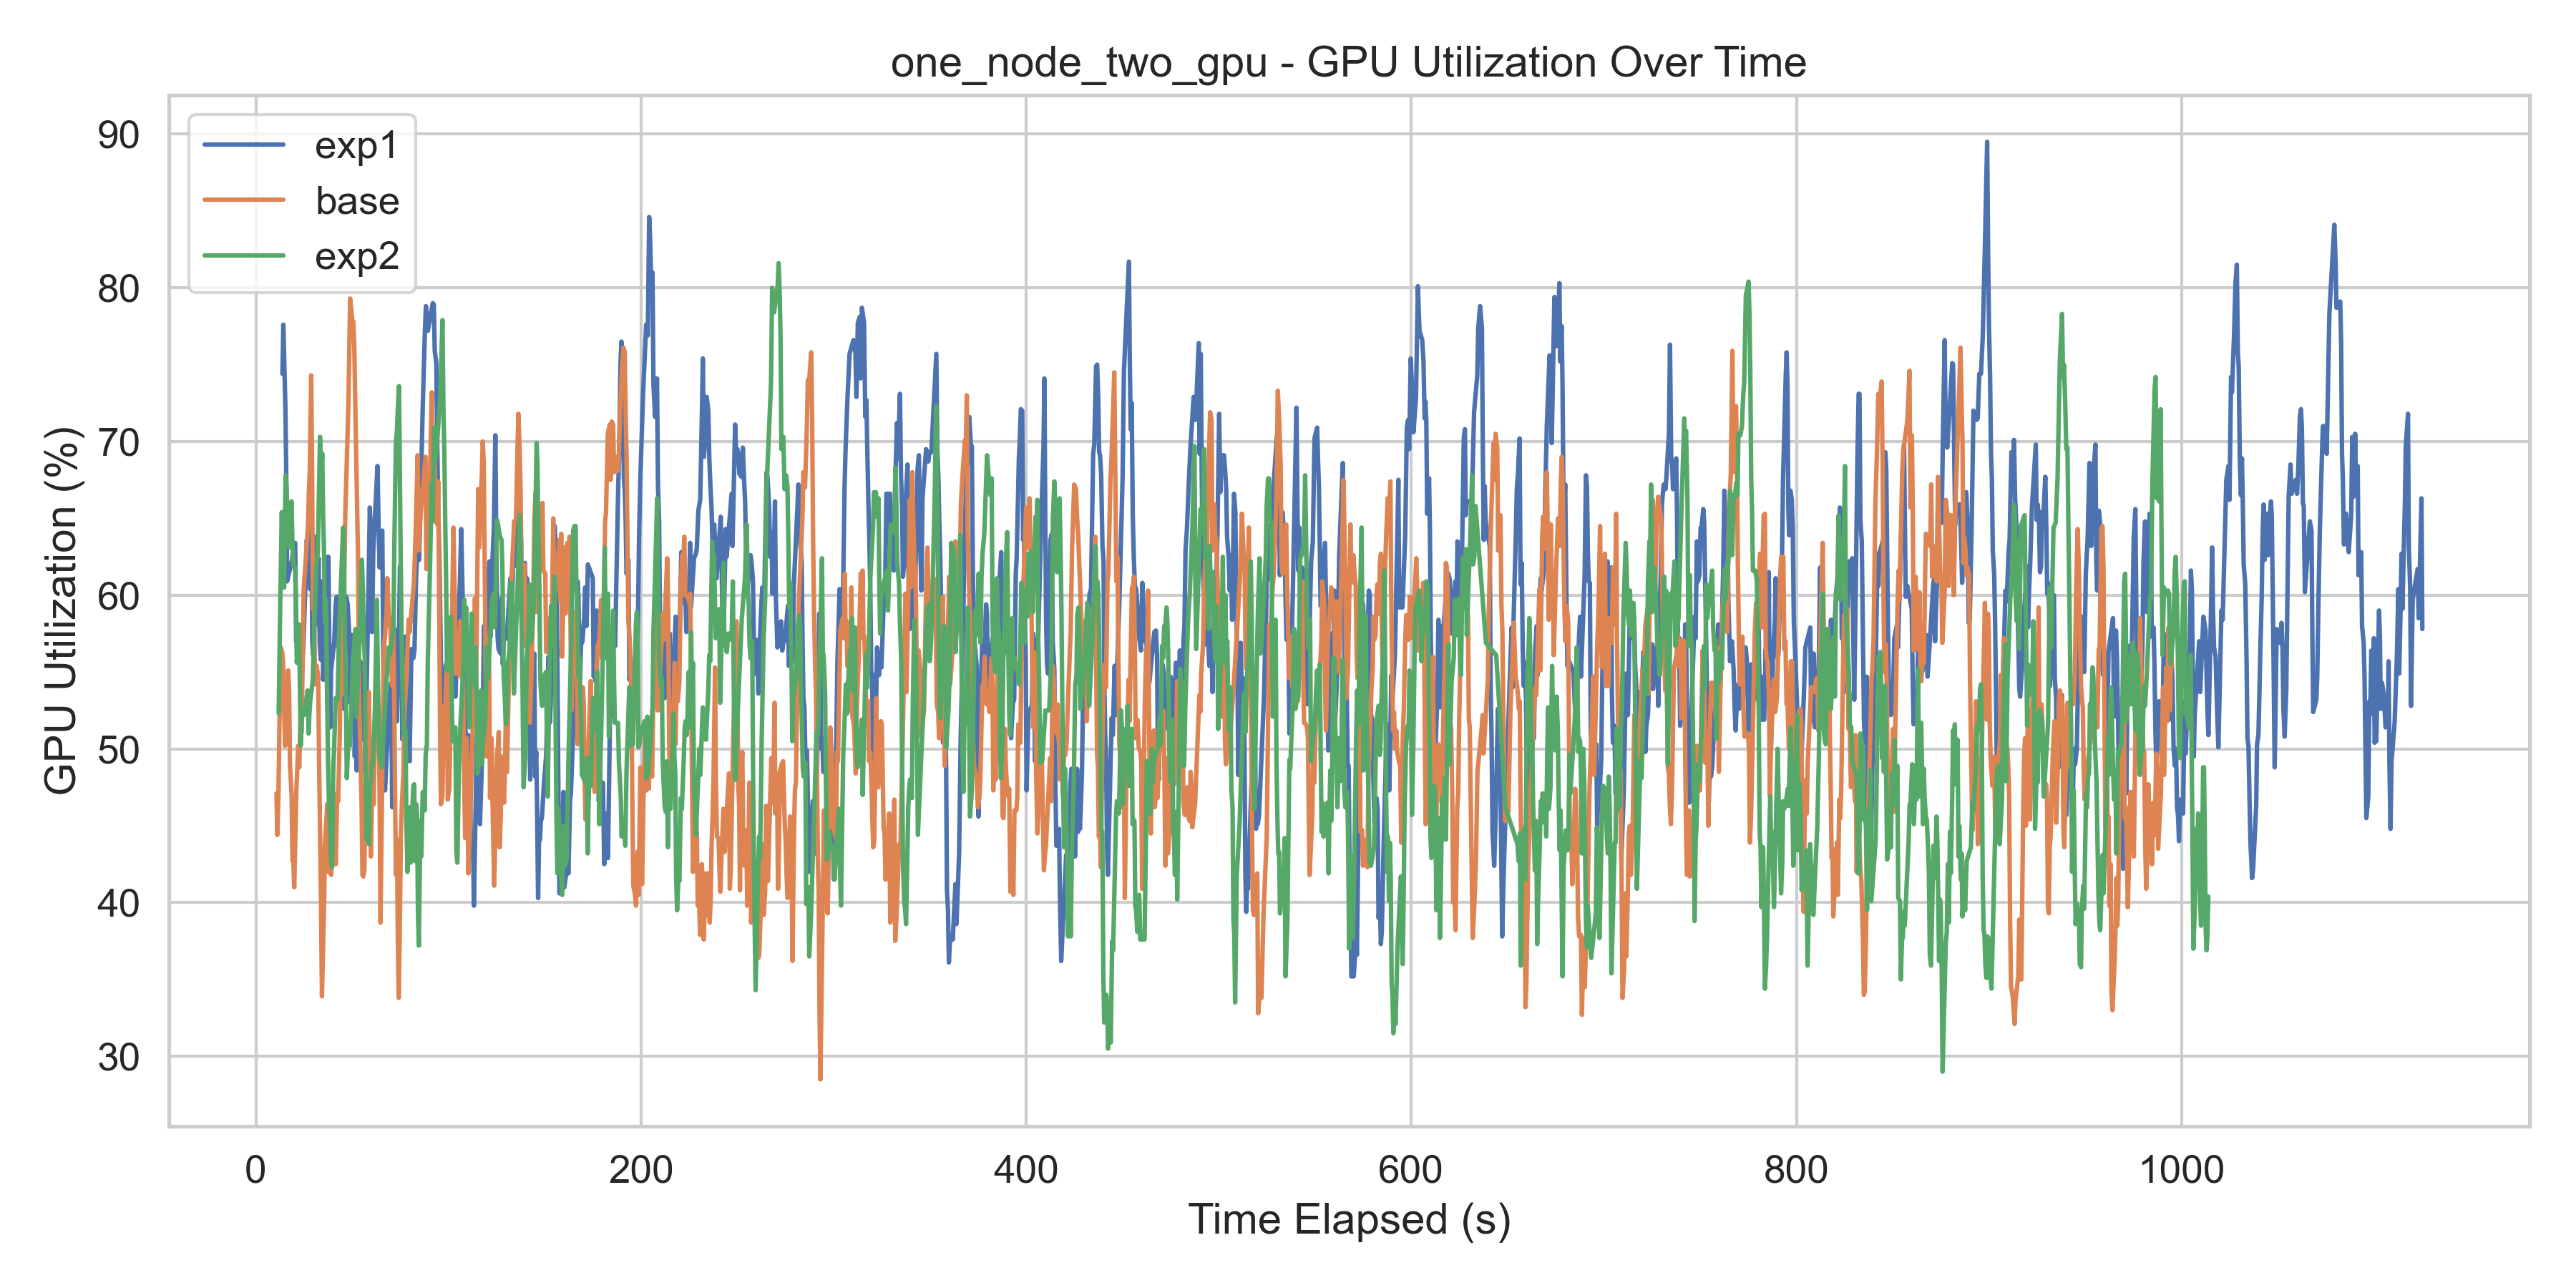 one_node_two_gpu - GPU Utilization Over Time
exp1
base
exp2
GPU Utilization (%)
90
80
70
60
50
40
30
0 200 400 600 800 1000
Time Elapsed (s)